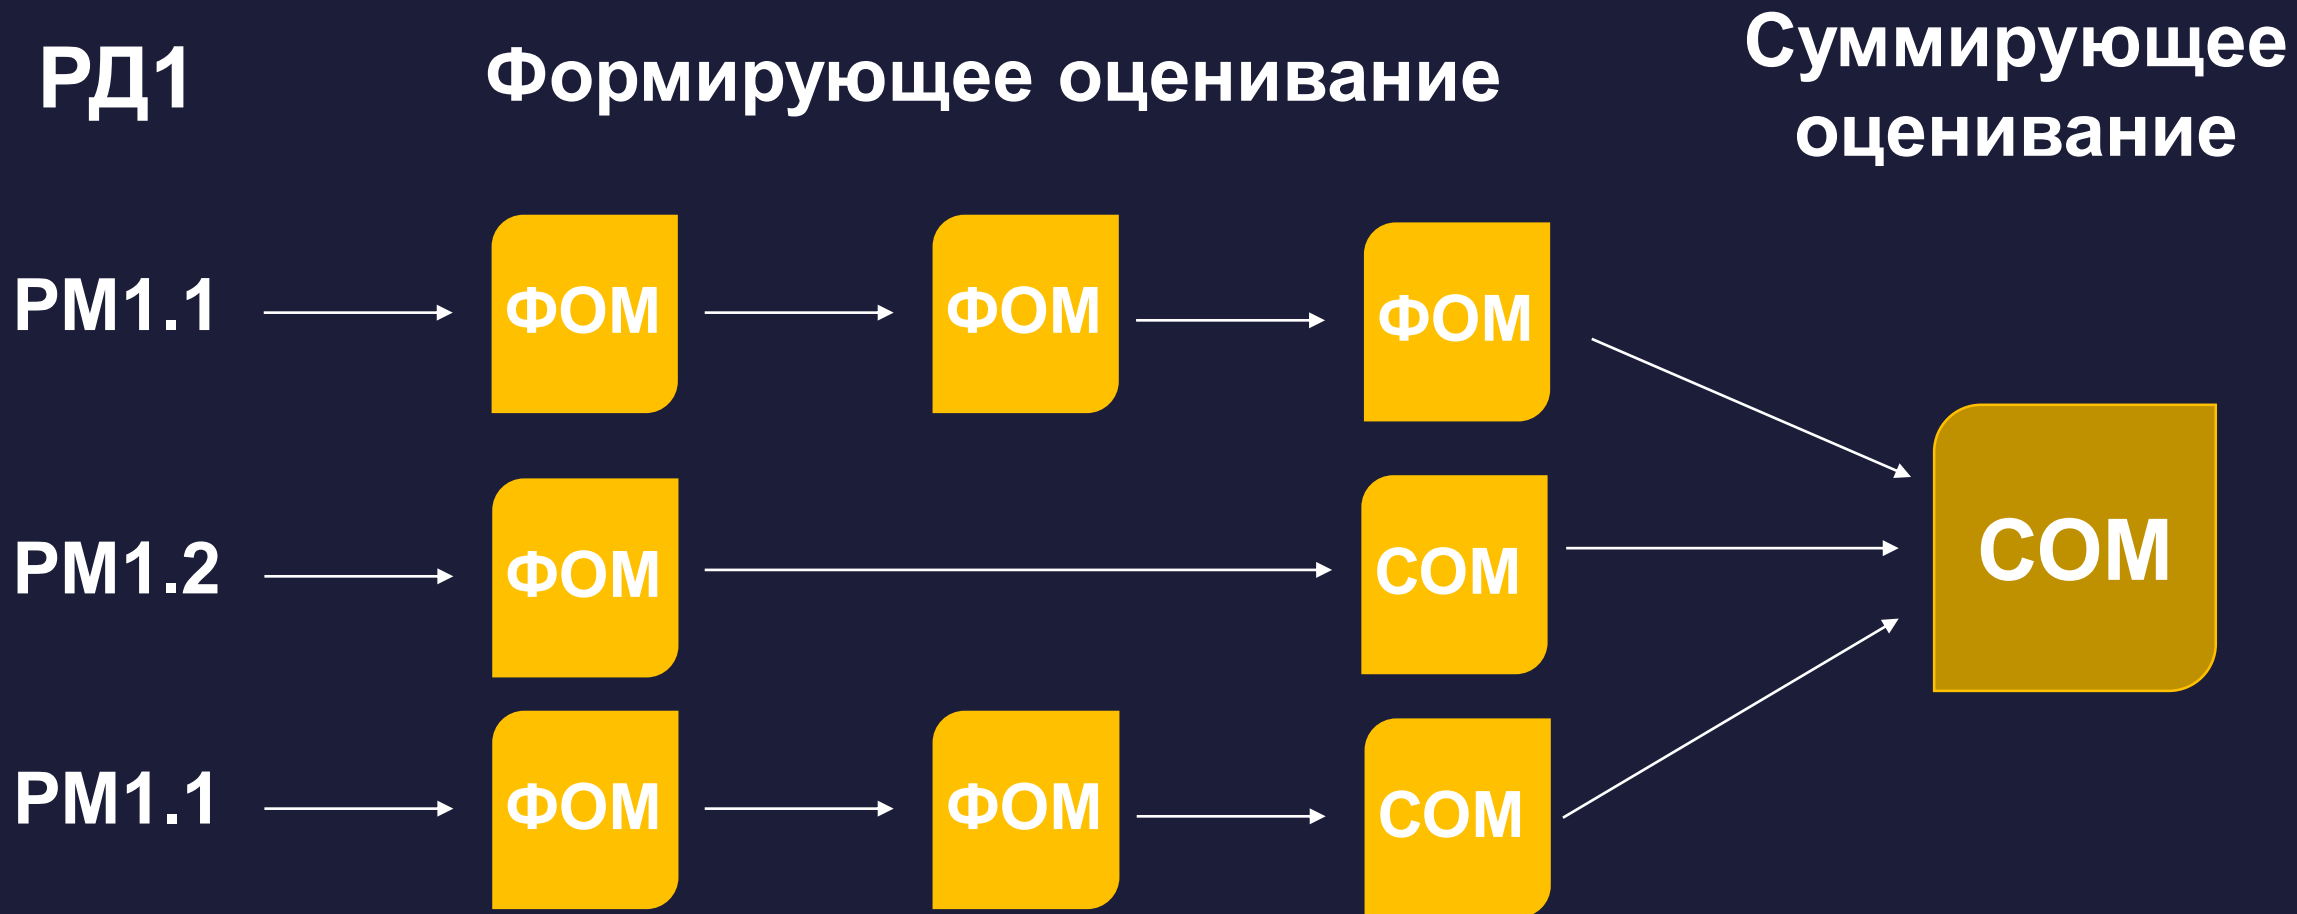 РД1
Формирующее оценивание
Суммирующее
оценивание
РМ1.1
ФОМ
ФОМ
ФОМ
РМ1.2
ФОМ
СОМ
СОМ
РМ1.1
ФОМ
ФОМ
СОМ